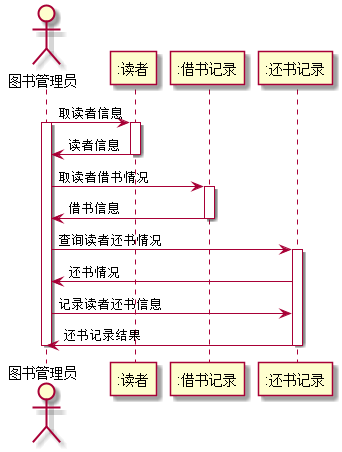 图书管理员
:读者
:借书记录
:还书记录
取读者信息
读者信息
取读者借书情况
借书信息
查询读者还书情况
还书情况
记录读者还书信息
还书记录结果
图书管理员
:读者
:借书记录
:还书记录